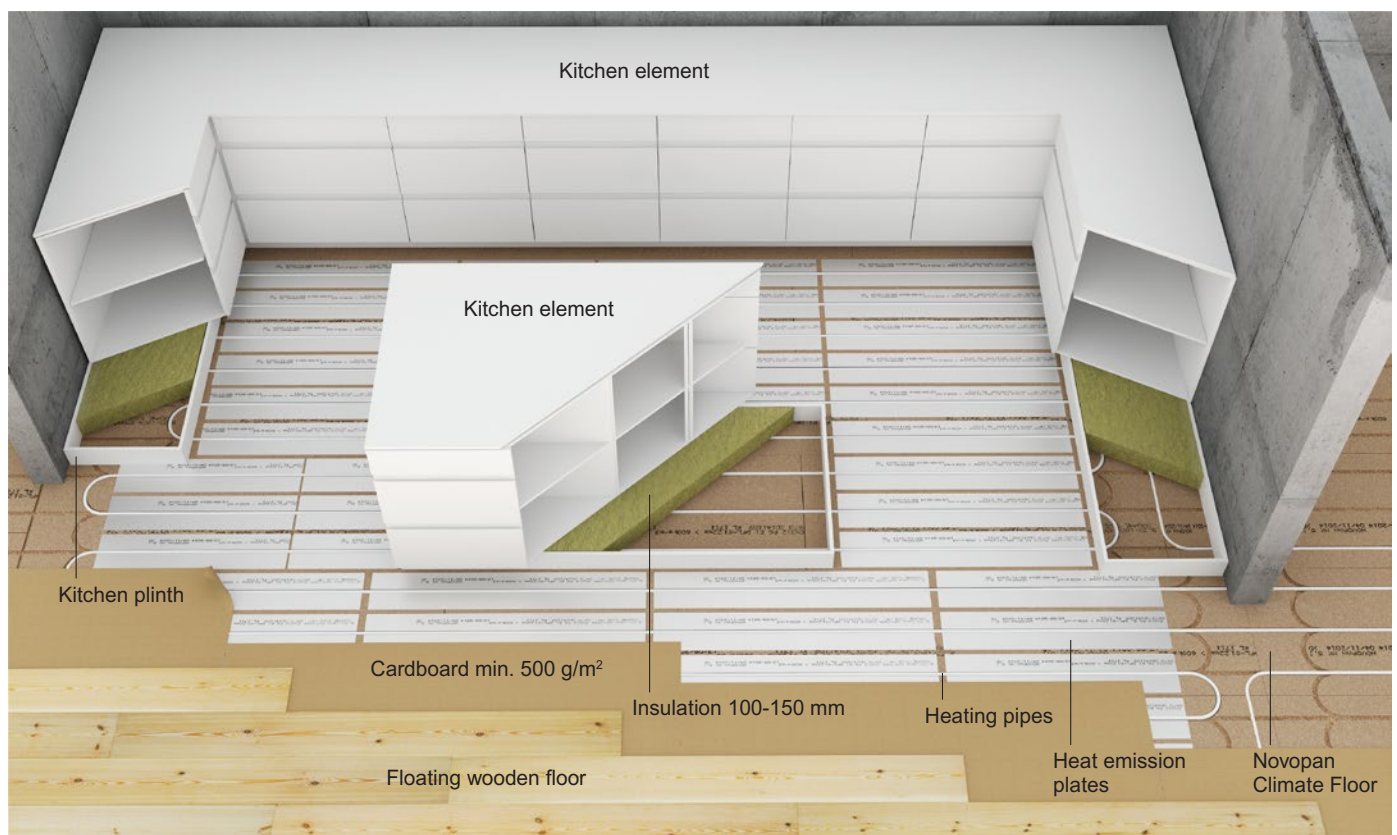 Kitchen element
Kitchen element
Kitchen plinth
Cardboard min. 500 g/m²
Insulation 100-150 mm
Heating pipes
Floating wooden floor
Heat emission
plates
Novopan
Climate Floor